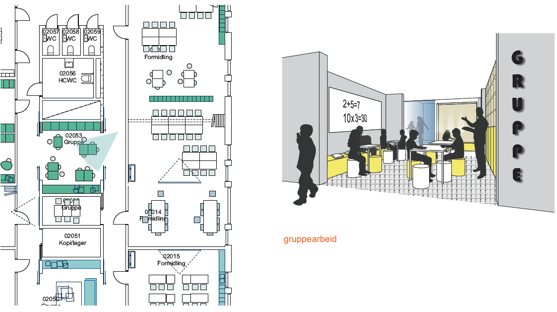 02057
WC
02058
WC
02059
WC
02056
HCWC
Formidling
02053
Gruppe
Gruppe
02014
Formidling
02051
Kopi/lager
02015
Formidling
2+5=7
10x3=30
GRUPPE
gruppearbeid